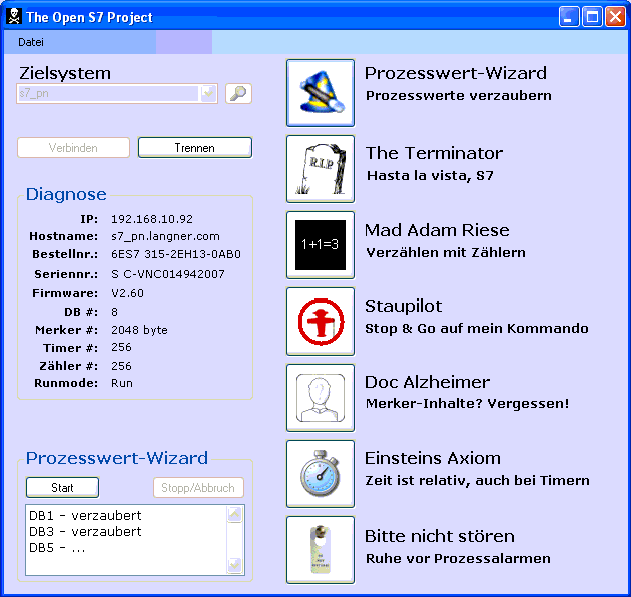 The Open S7 Project
Datei
Zielsystem
s7_pn
Verbinden
Trennen
Diagnose
IP: 192.168.10.92
Hostname: s7_pn.langner.com
Bestellnr.: 6ES7 315-2EH13-0AB0
Seriennr.: S C-VNC014942007
Firmware: V2.60
DB #: 8
Merker #: 2048 byte
Timer #: 256
Zähler #: 256
Runmode: Run
Prozesswert-Wizard
Start
Stopp/Abbruch
DB1 - verzaubert
DB3 - verzaubert
DB5 - ...
Prozesswert-Wizard
Prozesswerte verzaubern
R.I.P
The Terminator
Hasta la vista, S7
1+1=3
Mad Adam Riese
Verzählen mit Zählern
Staupilot
Stop & Go auf mein Kommando
Doc Alzheimer
Merker-Inhalte? Vergessen!
Einsteins Axiom
Zeit ist relativ, auch bei Timern
Bitte nicht stören
Ruhe vor Prozessalarmen